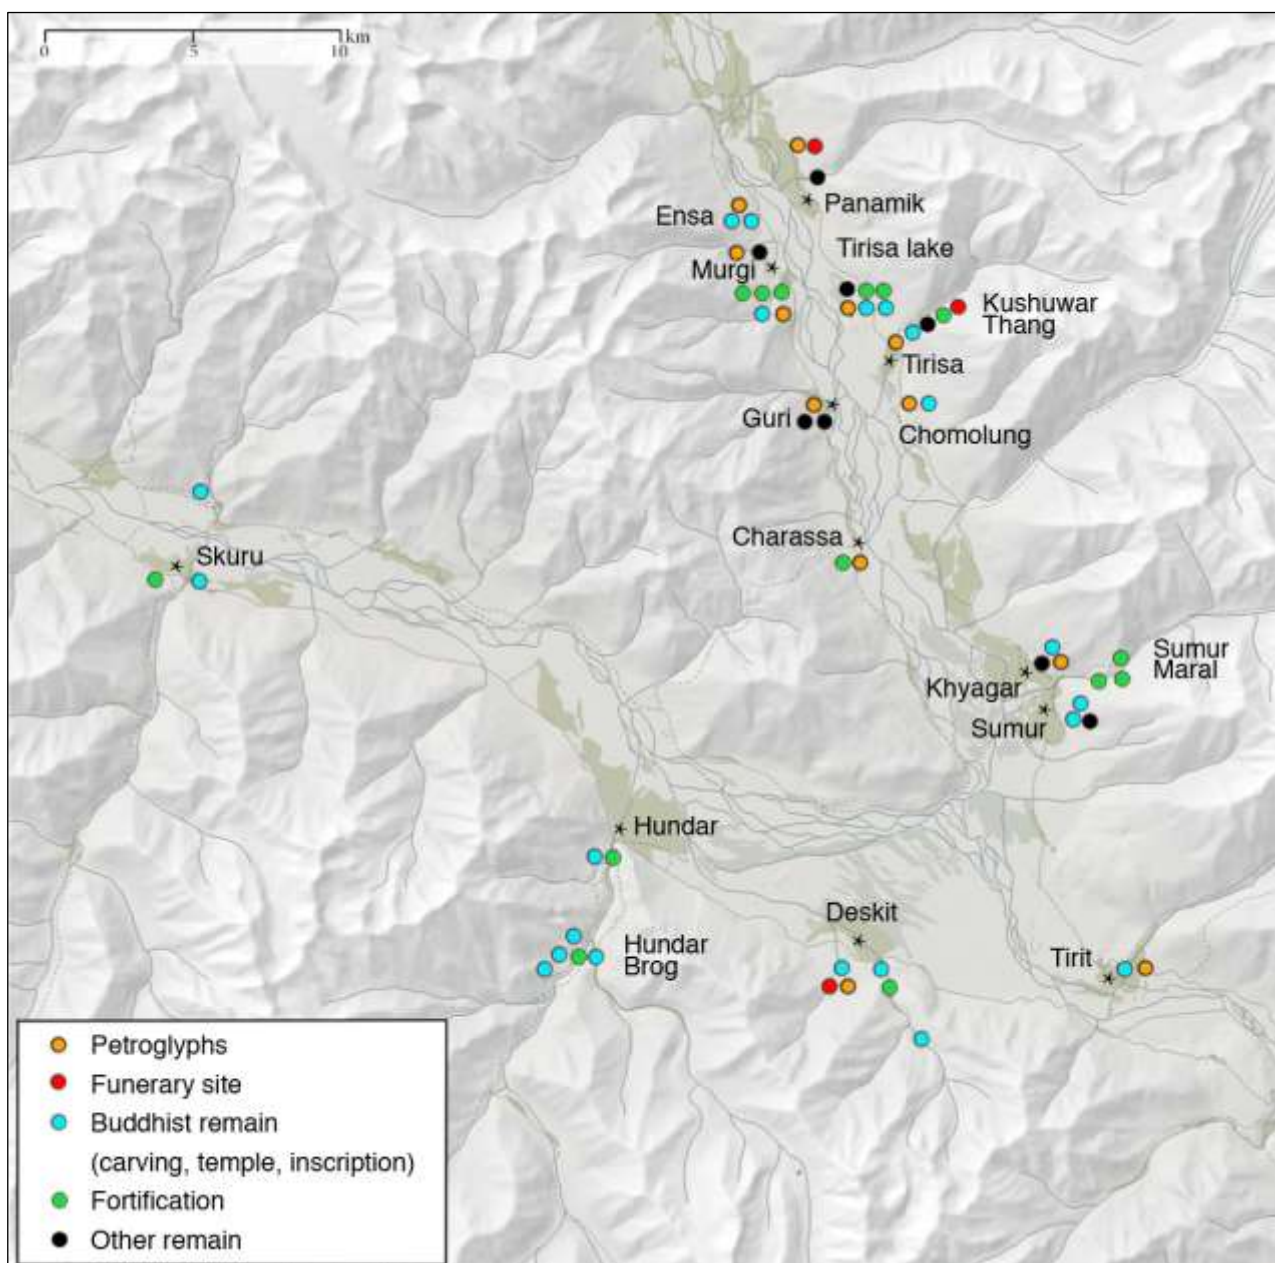 km
0 5 10
Panamik
Ensa
Tirisa lake
Murgi
Kushuwar
Thang
Tirisa
Guri
Chomolung
Charassa
Skuru
Sumur
Maral
Khyagar
Sumur
Hundar
Deskit
Hundar
Brog
Tirit
Petroglyphs
Funerary site
Buddhist remain
(carving, temple, inscription)
Fortification
Other remain